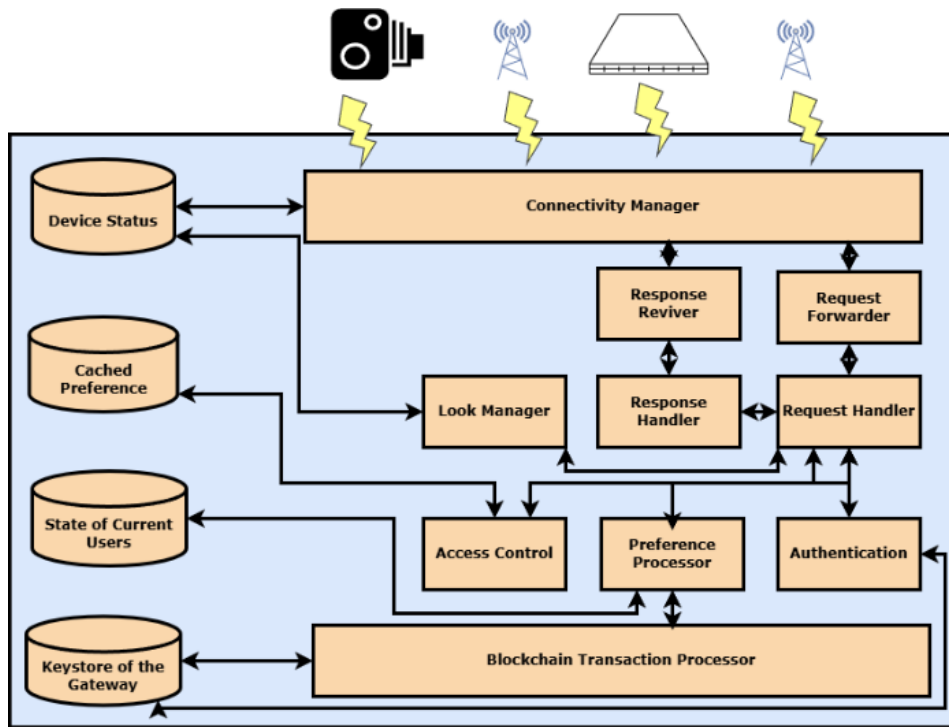 Connectivity Manager
Device Status
Response
Reviver
Request
Forwarder
Cached
Preference
Look Manager
Response
Handler
Request Handler
State of Current
Users
Access Control
Preference
Processor
Authentication
Keystore of the
Gateway
Blockchain Transaction Processor